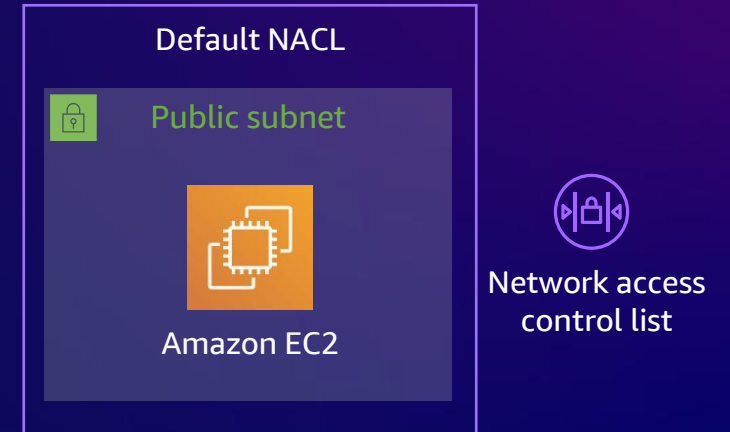 Default NACL
Public subnet
Amazon EC2
Network access
control list